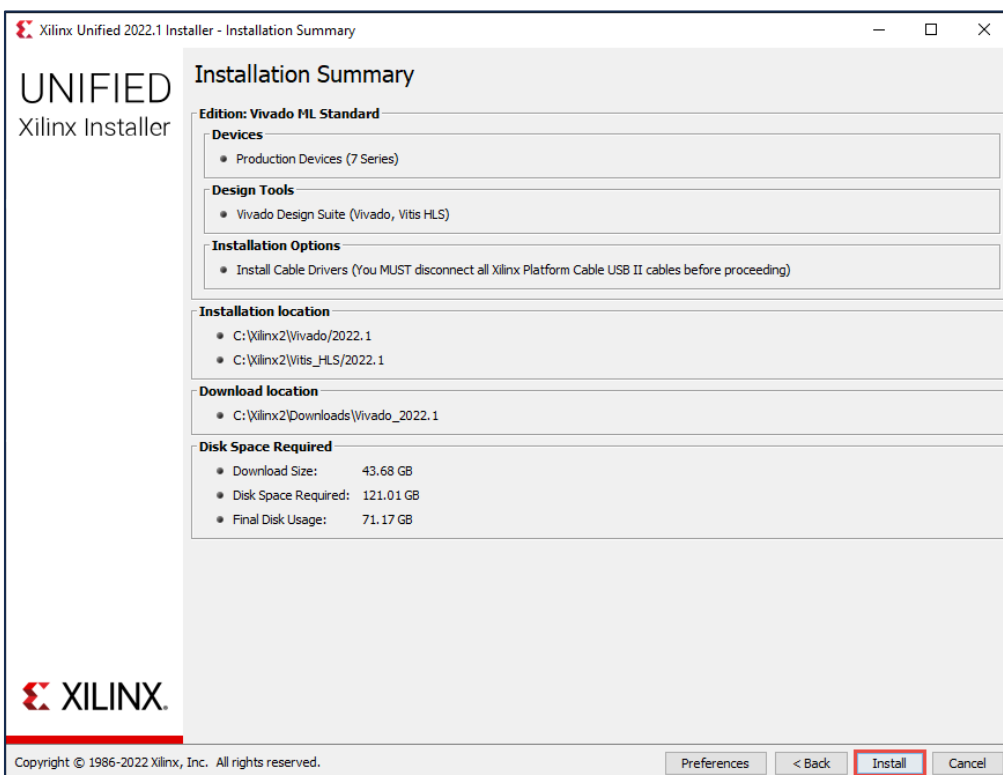 Xilinx Unified 2022.1 Installer - Installation Summary
UNIFIED
Xilinx Installer
Installation Summary
Edition: Vivado ML Standard
Devices
Production Devices (7 Series)
Design Tools
Vivado Design Suite (Vivado, Vitis HLS)
Installation Options
Install Cable Drivers (You MUST disconnect all Xilinx Platform Cable USB II cables before proceeding)
Installation location
C:\Xilinx2\Vivado/2022.1
C:\Xilinx2\Vitis_HLS/2022.1
Download location
C:\Xilinx2\Downloads\Vivado_2022.1
Disk Space Required
Download Size: 43.68 GB
Disk Space Required: 121.01 GB
Final Disk Usage: 71.17 GB
XILINX.
Copyright © 1986-2022 Xilinx, Inc. All rights reserved.
Preferences < Back Install Cancel